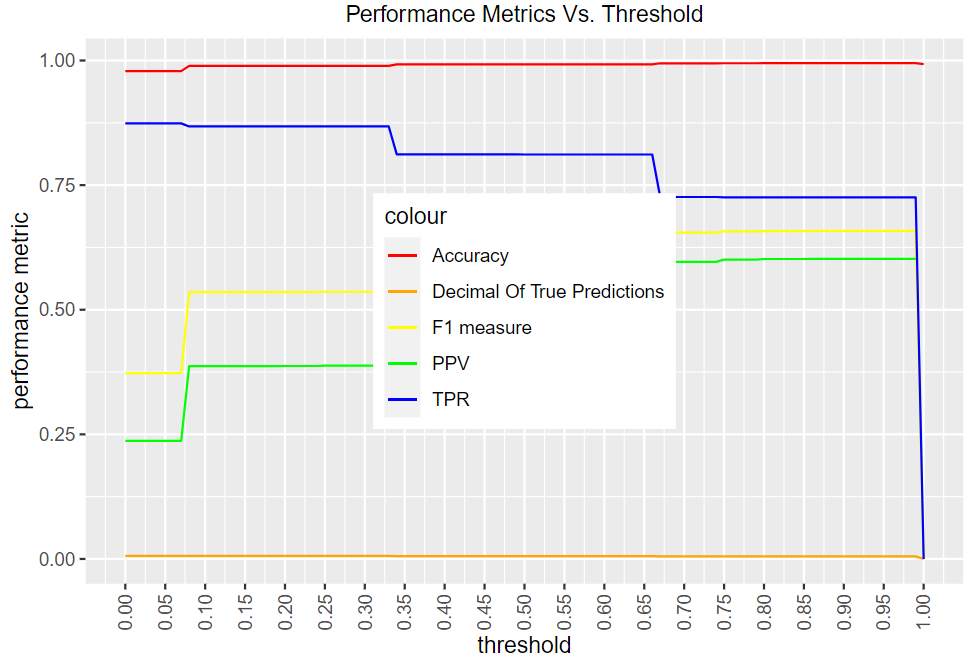 Performance Metrics Vs. Threshold
performance metric
1.00
0.75
0.50
0.25
0.00
colour
Accuracy
Decimal Of True Predictions
F1 measure
PPV
TPR
0.00 0.05 0.10 0.15 0.20 0.25 0.30 0.35 0.40 0.45 0.50 0.55 0.60 0.65 0.70 0.75 0.80 0.85 0.90 0.95 1.00
threshold